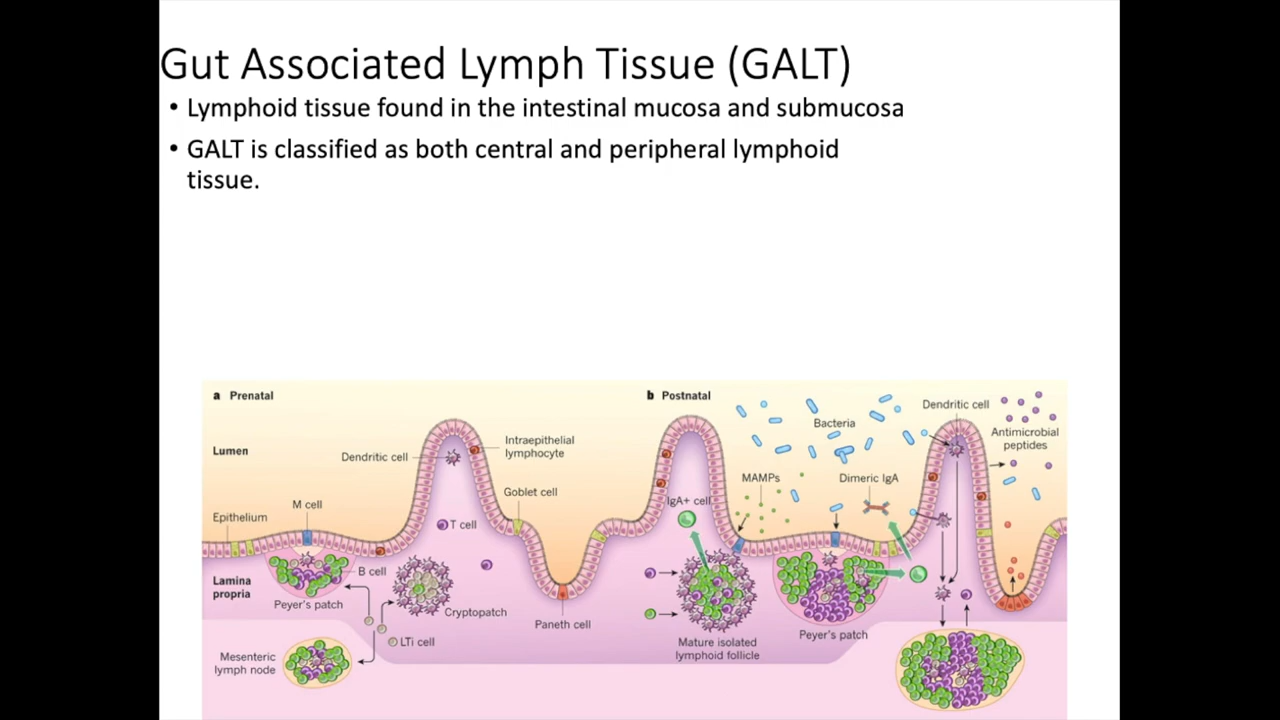 Gut Associated Lymph Tissue (GALT)
• Lymphoid tissue found in the intestinal mucosa and submucosa
• GALT is classified as both central and peripheral lymphoid
tissue.
a Prenatal
Lumen
Dendritic cell
Intraepithelial
lymphocyte
Goblet cell
M cell
Epithelium
T cell
B cell
Lamina
propria
Peyer's patch
Cryptopatch
Paneth cell
LTi cell
Mesenteric
lymph node
b Postnatal
Dendritic cell
Bacteria
Antimicrobial
peptides
MAMPs
Dimeric IgA
IgA+ cell
Peyer's patch
Mature isolated
lymphoid follicle